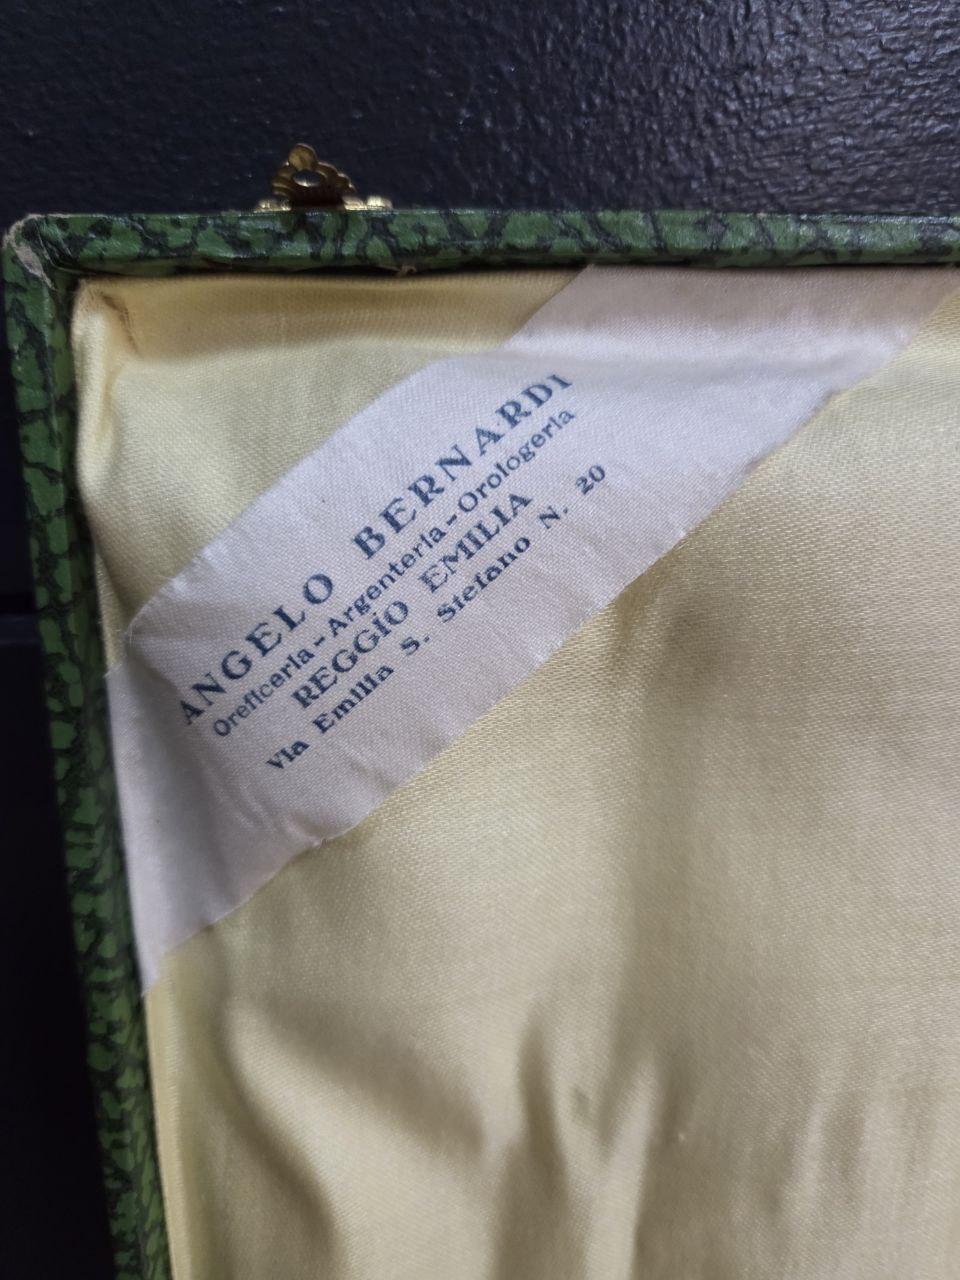 ANGELO BERNARDI
Oreficeria - Argenteria - Orologeria
REGGIO EMILIA
Via Emilia S. Stefano N. 20